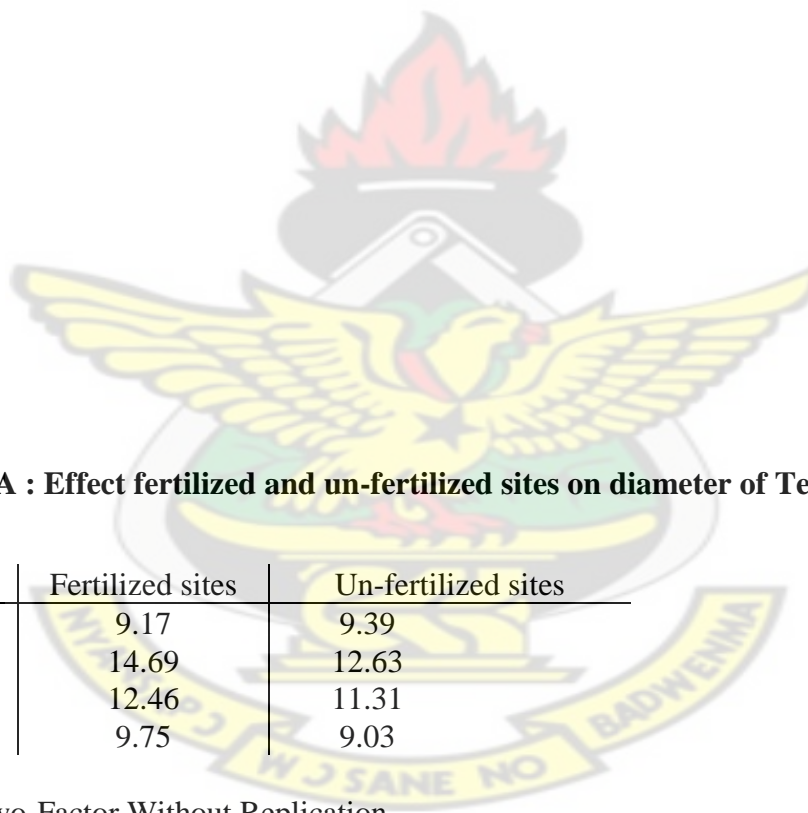 A : Effect fertilized and un-fertilized sites on diameter of Te
Fertilized sites Un-fertilized sites
9.17 9.39
14.69 12.63
12.46 11.31
9.75 9.03
W J SANE NO BADWENMA
wo-Factor Without Replication